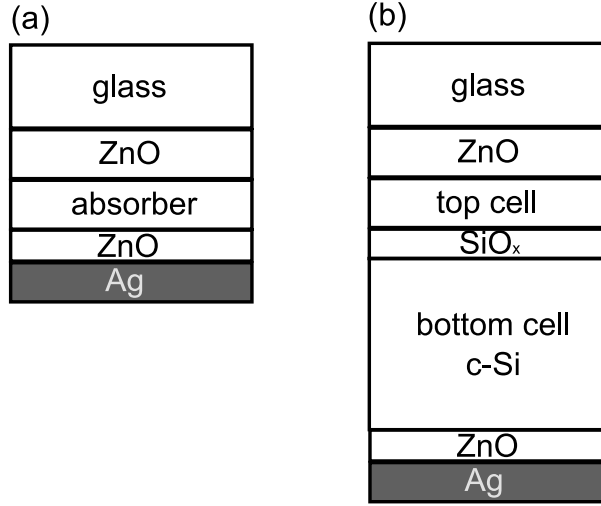 (a)
glass
ZnO
absorber
ZnO
Ag
(b)
glass
ZnO
top cell
SiOₓ
bottom cell
c-Si
ZnO
Ag